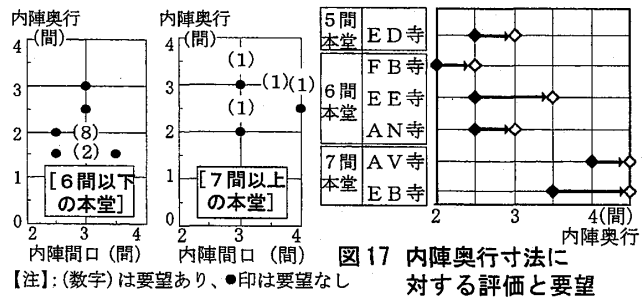 内陣奥行
(間)
4
3
2
1
0
(8)
(2)
[6間以下
の本堂]
2 3 4
内陣間口(間)
内陣奥行
(間)
4
3
2
1
0
(1)
(1)(1)
(1)
[7間以上
の本堂]
2 3 4
内陣間口(間)
【注】:(数字)は要望あり、●印は要望なし
5間本堂 ED寺
6間本堂 FB寺
EE寺
AN寺
7間本堂 AV寺
EB寺
2 3 4(間)
内陣奥行
図17 内陣奥行寸法に
対する評価と要望